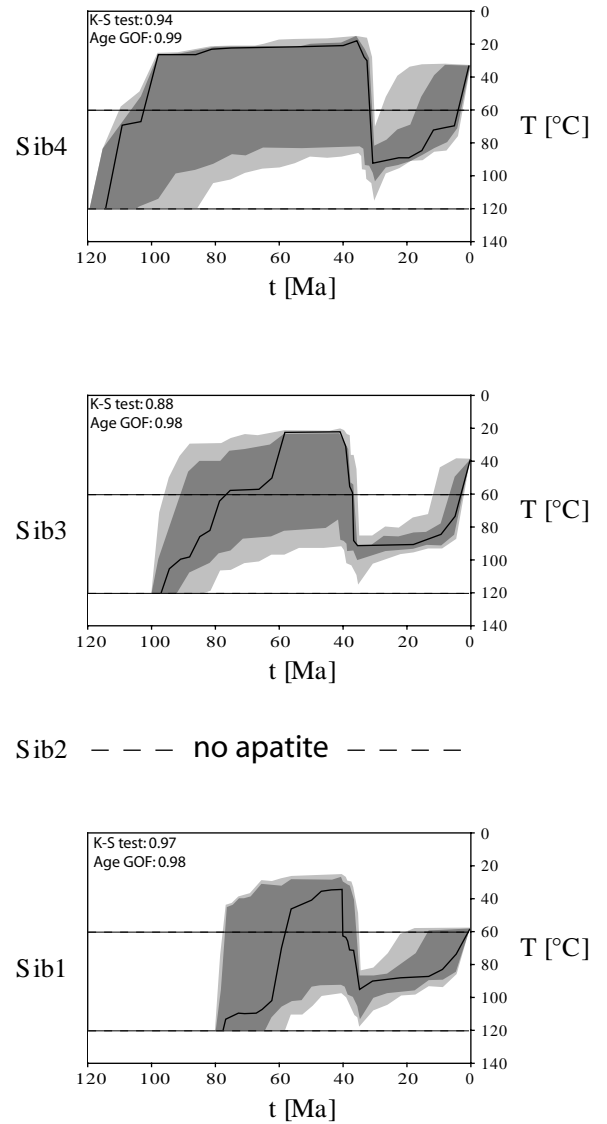 K-S test: 0.94
Age GOF: 0.99
0
20
40
60
80
100
120
140
Sib4
T [°C]
120 100 80 60 40 20 0
t [Ma]
K-S test: 0.88
Age GOF: 0.98
0
20
40
60
80
100
120
140
Sib3
T [°C]
120 100 80 60 40 20 0
t [Ma]
Sib2 no apatite
K-S test: 0.97
Age GOF: 0.98
0
20
40
60
80
100
120
140
Sib1
T [°C]
120 100 80 60 40 20 0
t [Ma]